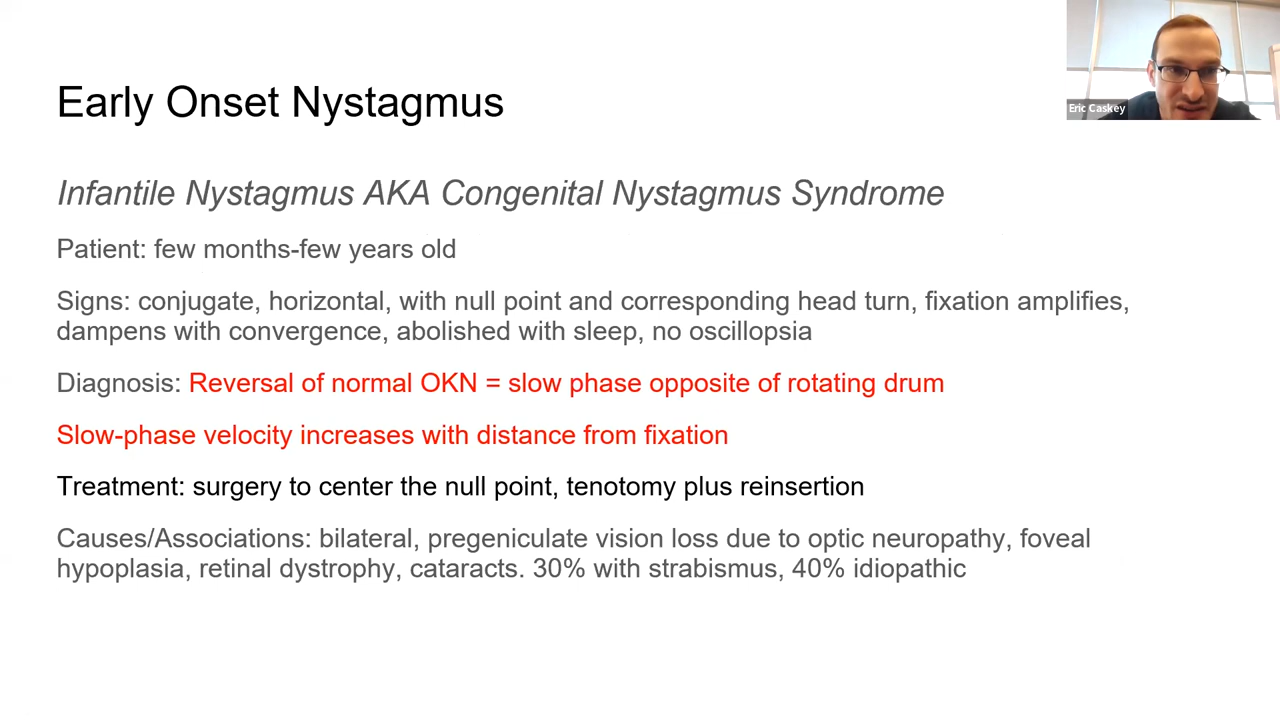 Early Onset Nystagmus
Eric Caskey
Infantile Nystagmus AKA Congenital Nystagmus Syndrome
Patient: few months-few years old
Signs: conjugate, horizontal, with null point and corresponding head turn, fixation amplifies,
dampens with convergence, abolished with sleep, no oscillopsia
Diagnosis: Reversal of normal OKN = slow phase opposite of rotating drum
Slow-phase velocity increases with distance from fixation
Treatment: surgery to center the null point, tenotomy plus reinsertion
Causes/Associations: bilateral, pregeniculate vision loss due to optic neuropathy, foveal
hypoplasia, retinal dystrophy, cataracts. 30% with strabismus, 40% idiopathic